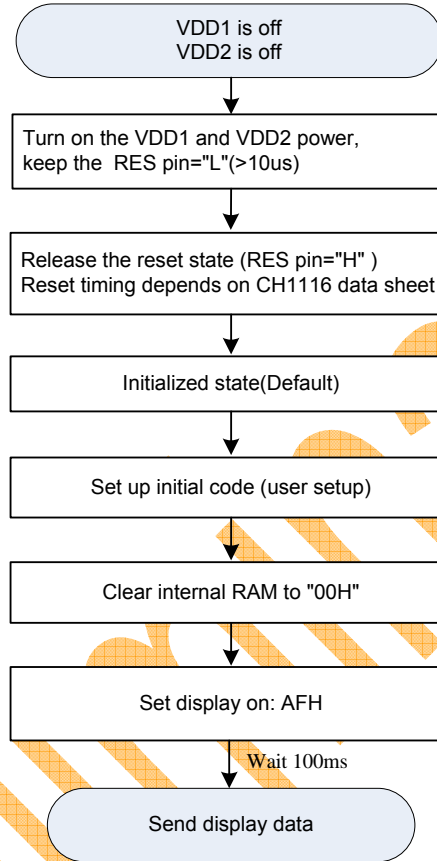 VDD1 is off
VDD2 is off
Turn on the VDD1 and VDD2 power,
keep the RES pin="L"(>10us)
Release the reset state (RES pin="H" )
Reset timing depends on CH1116 data sheet
Initialized state(Default)
Set up initial code (user setup)
Clear internal RAM to "00H"
Set display on: AFH
Wait 100ms
Send display data